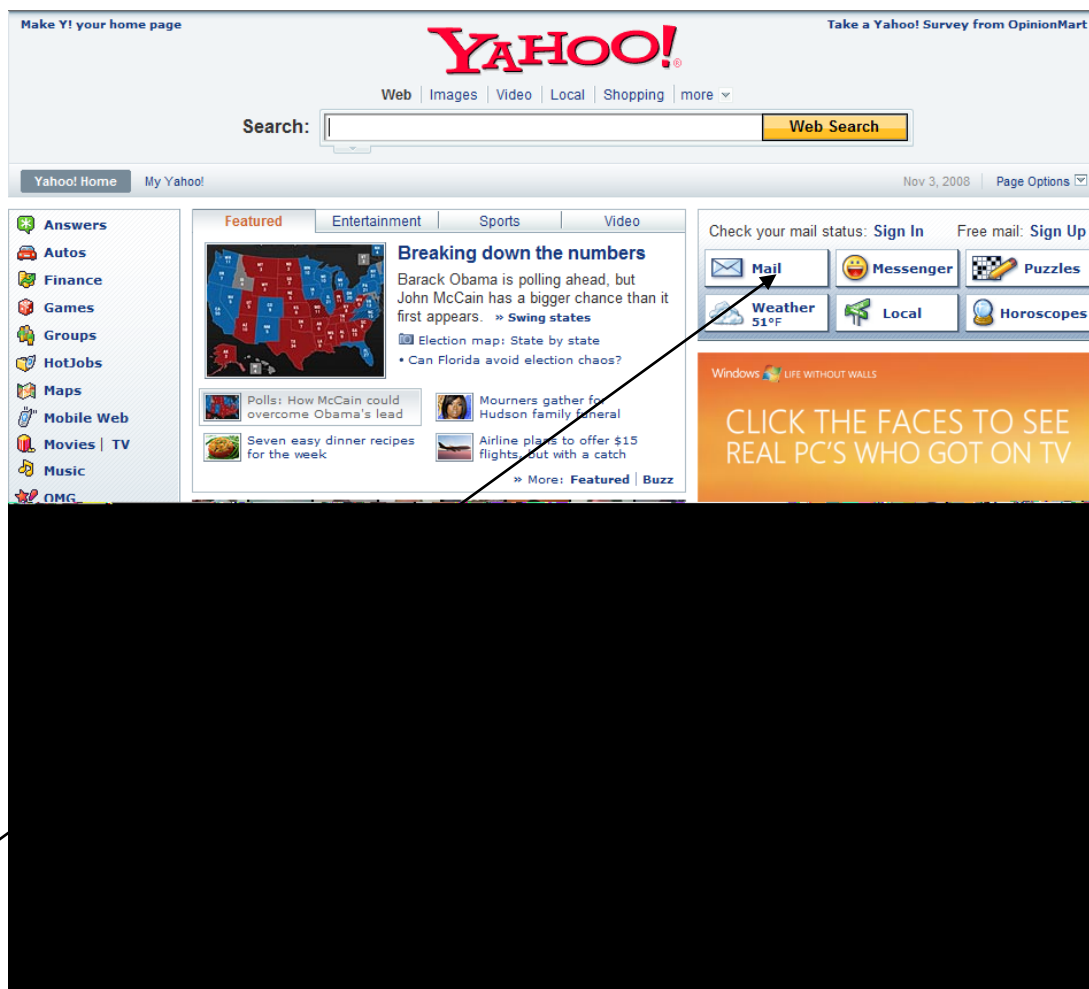 Make Y! your home page
Take a Yahoo! Survey from OpinionMart
YAHOO!®
Web | Images | Video | Local | Shopping | more
Search:
Web Search
Yahoo! Home
My Yahoo!
Nov 3, 2008
Page Options
Answers
Autos
Finance
Games
Groups
HotJobs
Maps
Mobile Web
Movies | TV
Music
OMG
Featured
Entertainment
Sports
Video
Breaking down the numbers
Barack Obama is polling ahead, but
John McCain has a bigger chance than it
first appears. » Swing states
Election map: State by state
• Can Florida avoid election chaos?
Polls: How McCain could
overcome Obama's lead
Mourners gather for
Hudson family funeral
Seven easy dinner recipes
for the week
Airline plans to offer $15
flights, but with a catch
» More: Featured | Buzz
Check your mail status: Sign In
Free mail: Sign Up
Mail
Messenger
Puzzles
Weather
51°F
Local
Horoscopes
Windows LIFE WITHOUT WALLS
CLICK THE FACES TO SEE
REAL PC'S WHO GOT ON TV